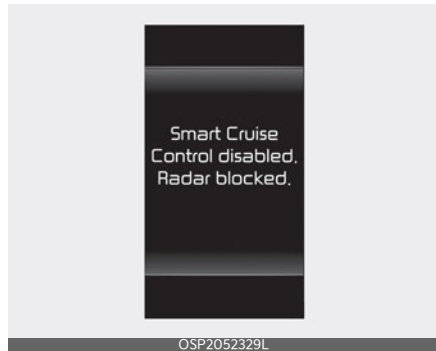 Smart Cruise
Control disabled.
Radar blocked.
OSP2052329L